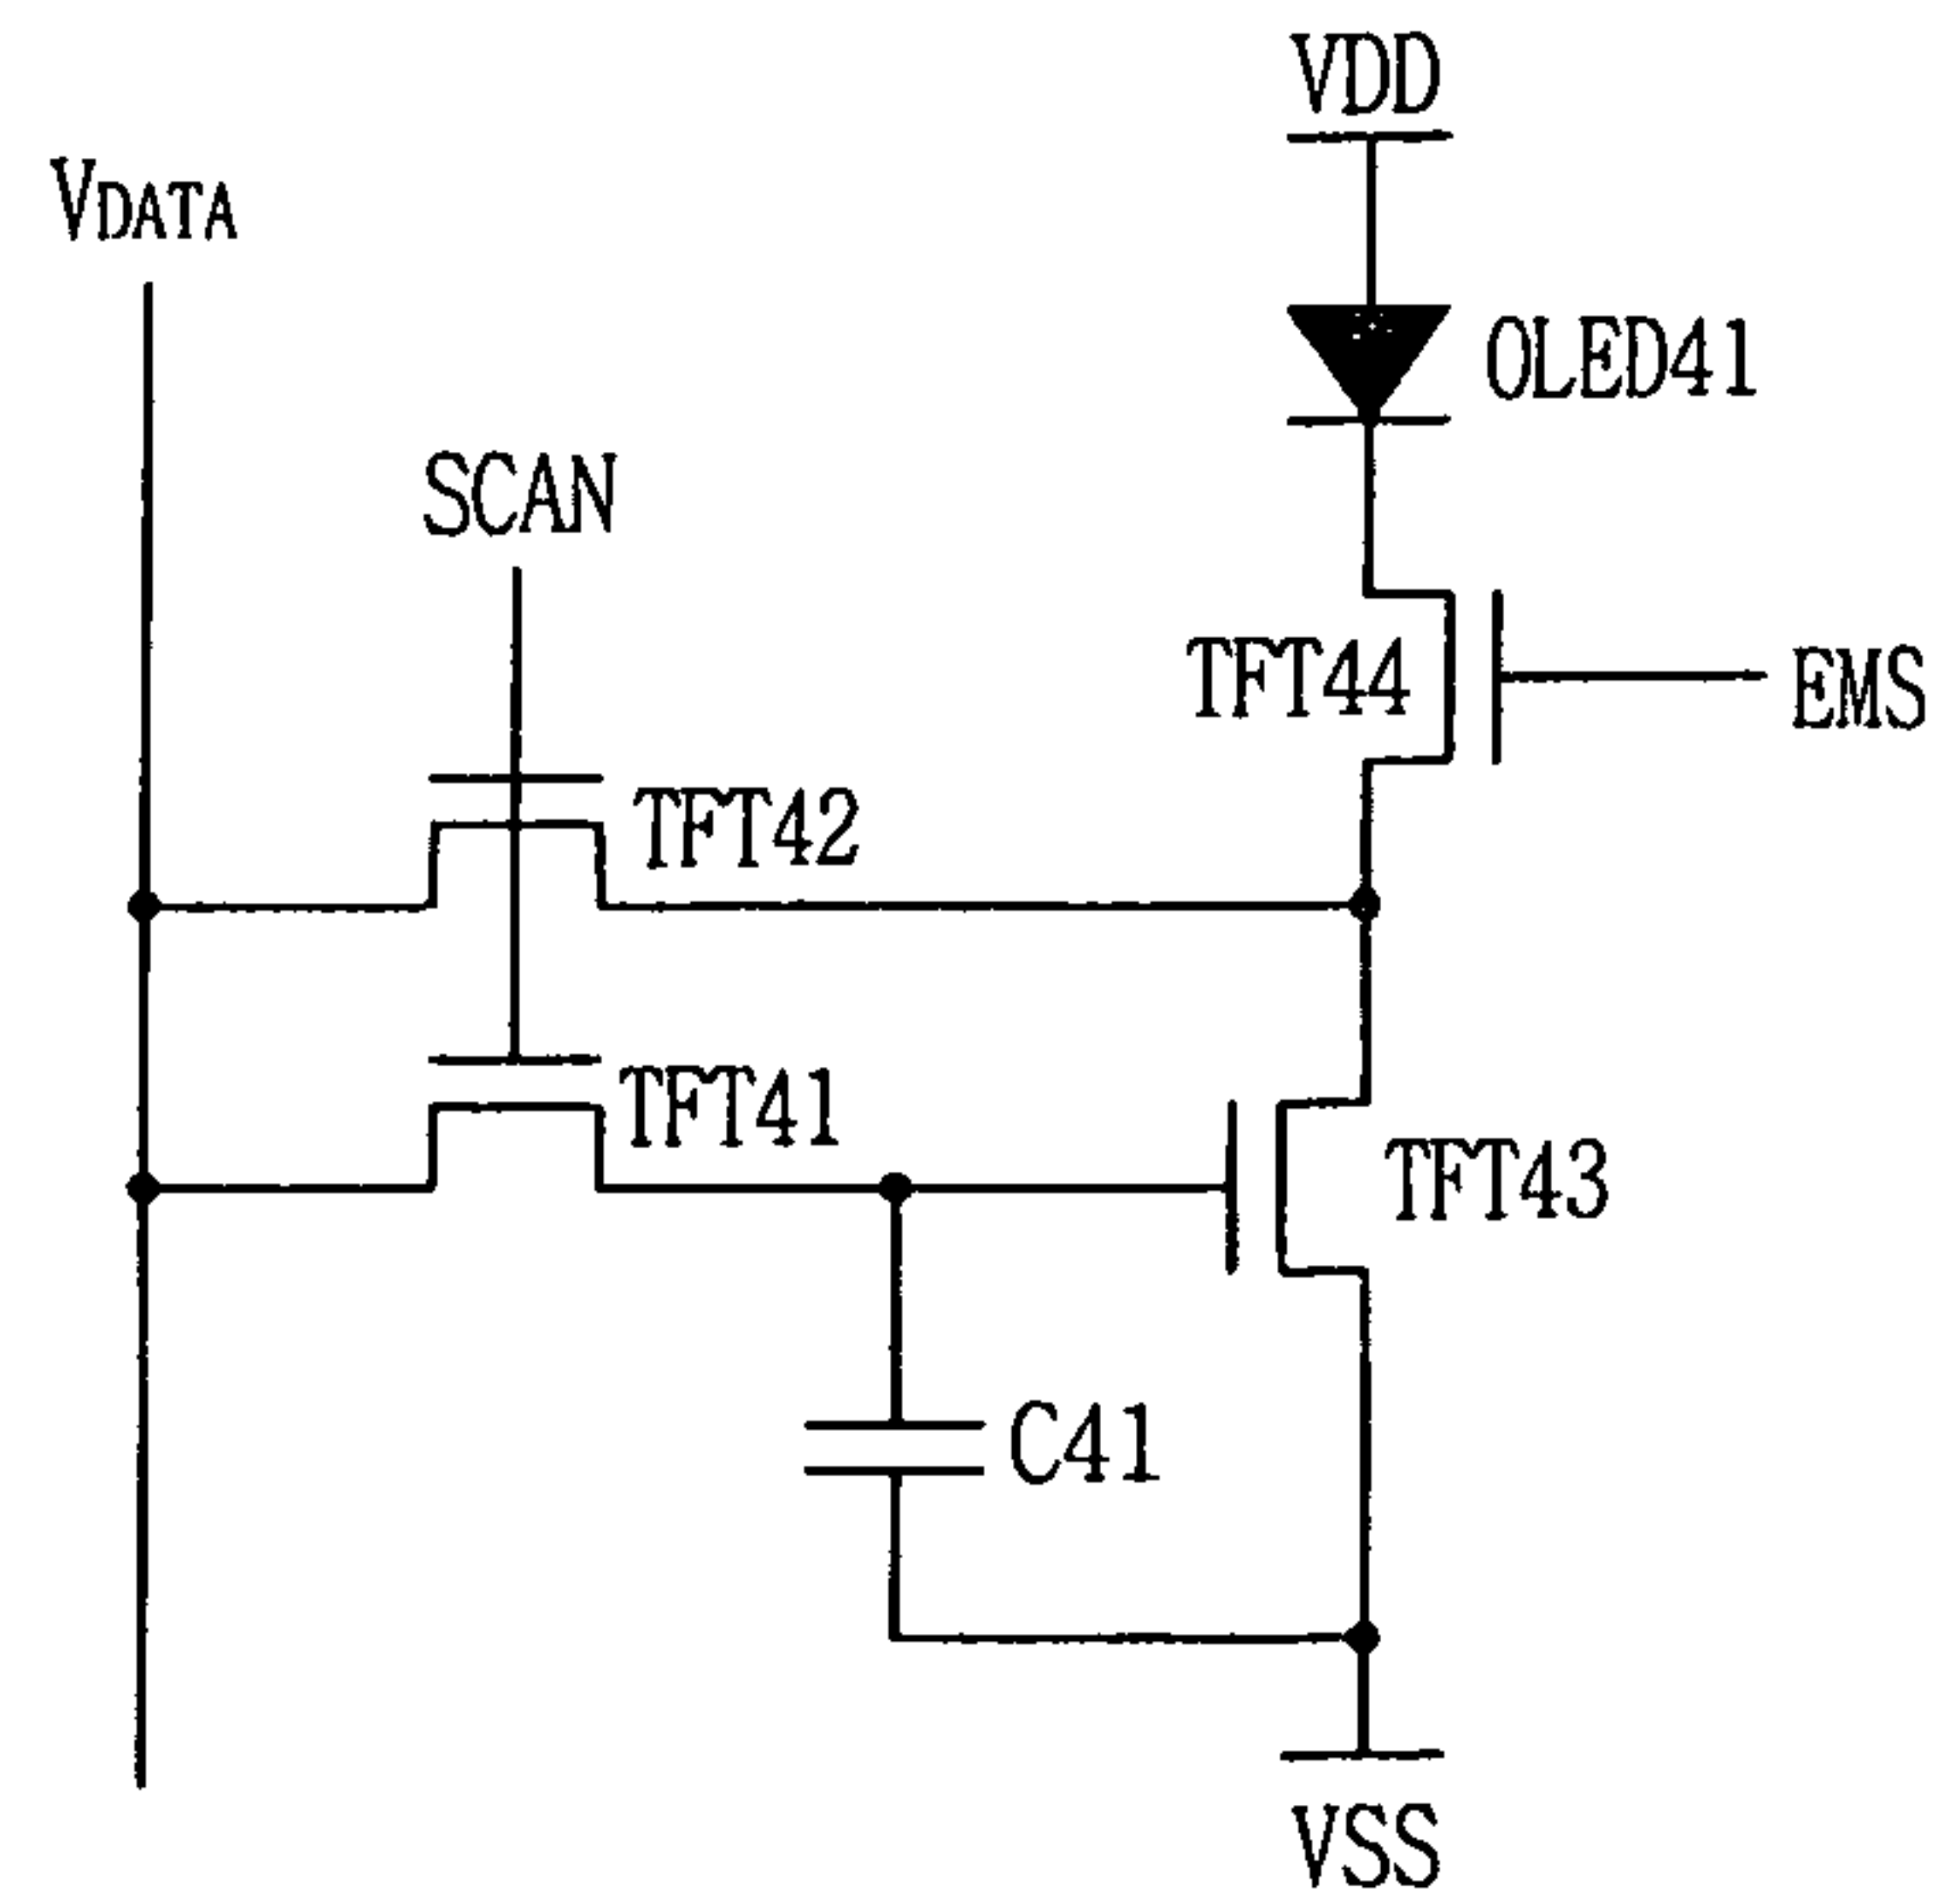 VDD
VDATA
OLED41
SCAN
TFT44
EMS
TFT42
TFT41
TFT43
C41
VSS